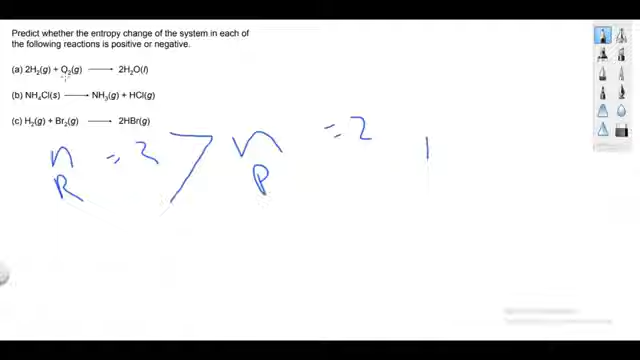 Predict whether the entropy change of the system in each of
the following reactions is positive or negative.
(a) 2H₂(g) + O₂(g) ⟶ 2H₂O(l)
(b) NH₄Cl(s) ⟶ NH₃(g) + HCl(g)
(c) H₂(g) + Br₂(g) ⟶ 2HBr(g)
n = 2 > n = 2
R P